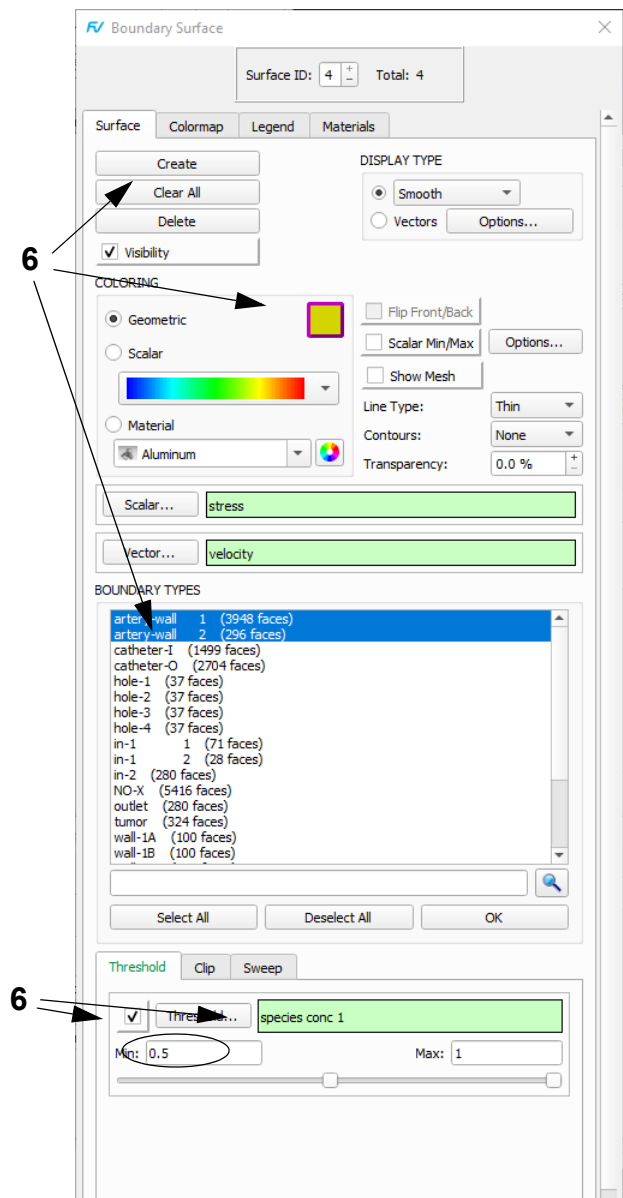 FV Boundary Surface
Surface ID: 4 Total: 4
Surface Colormap Legend Materials
Create
Clear All
Delete
Visibility
DISPLAY TYPE
Smooth
Vectors Options...
6
COLORING
Geometric
Scalar
Material
Aluminum
Flip Front/Back
Scalar Min/Max Options...
Show Mesh
Line Type: Thin
Contours: None
Transparency: 0.0 %
Scalar... stress
Vector... velocity
BOUNDARY TYPES
artery-wall 1 (3948 faces)
artery-wall 2 (296 faces)
catheter-I (1499 faces)
catheter-O (2704 faces)
hole-1 (37 faces)
hole-2 (37 faces)
hole-3 (37 faces)
hole-4 (37 faces)
in-1 1 (71 faces)
in-1 2 (28 faces)
in-2 (280 faces)
NO-X (5416 faces)
outlet (280 faces)
tumor (324 faces)
wall-1A (100 faces)
wall-1B (100 faces)
Select All Deselect All OK
Threshold Clip Sweep
6
Threshold... species conc 1
Min: 0.5 Max: 1